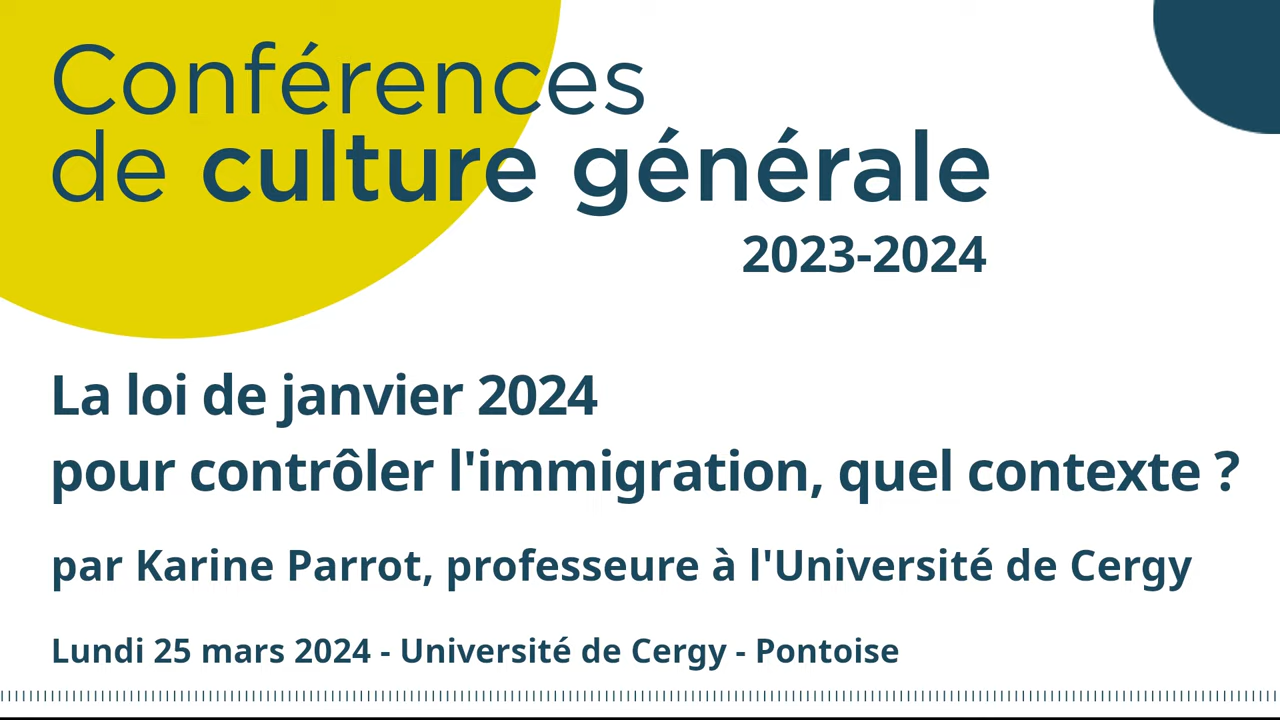 Conférences
de culture générale
2023-2024
La loi de janvier 2024
pour contrôler l'immigration, quel contexte ?
par Karine Parrot, professeure à l'Université de Cergy
Lundi 25 mars 2024 - Université de Cergy - Pontoise